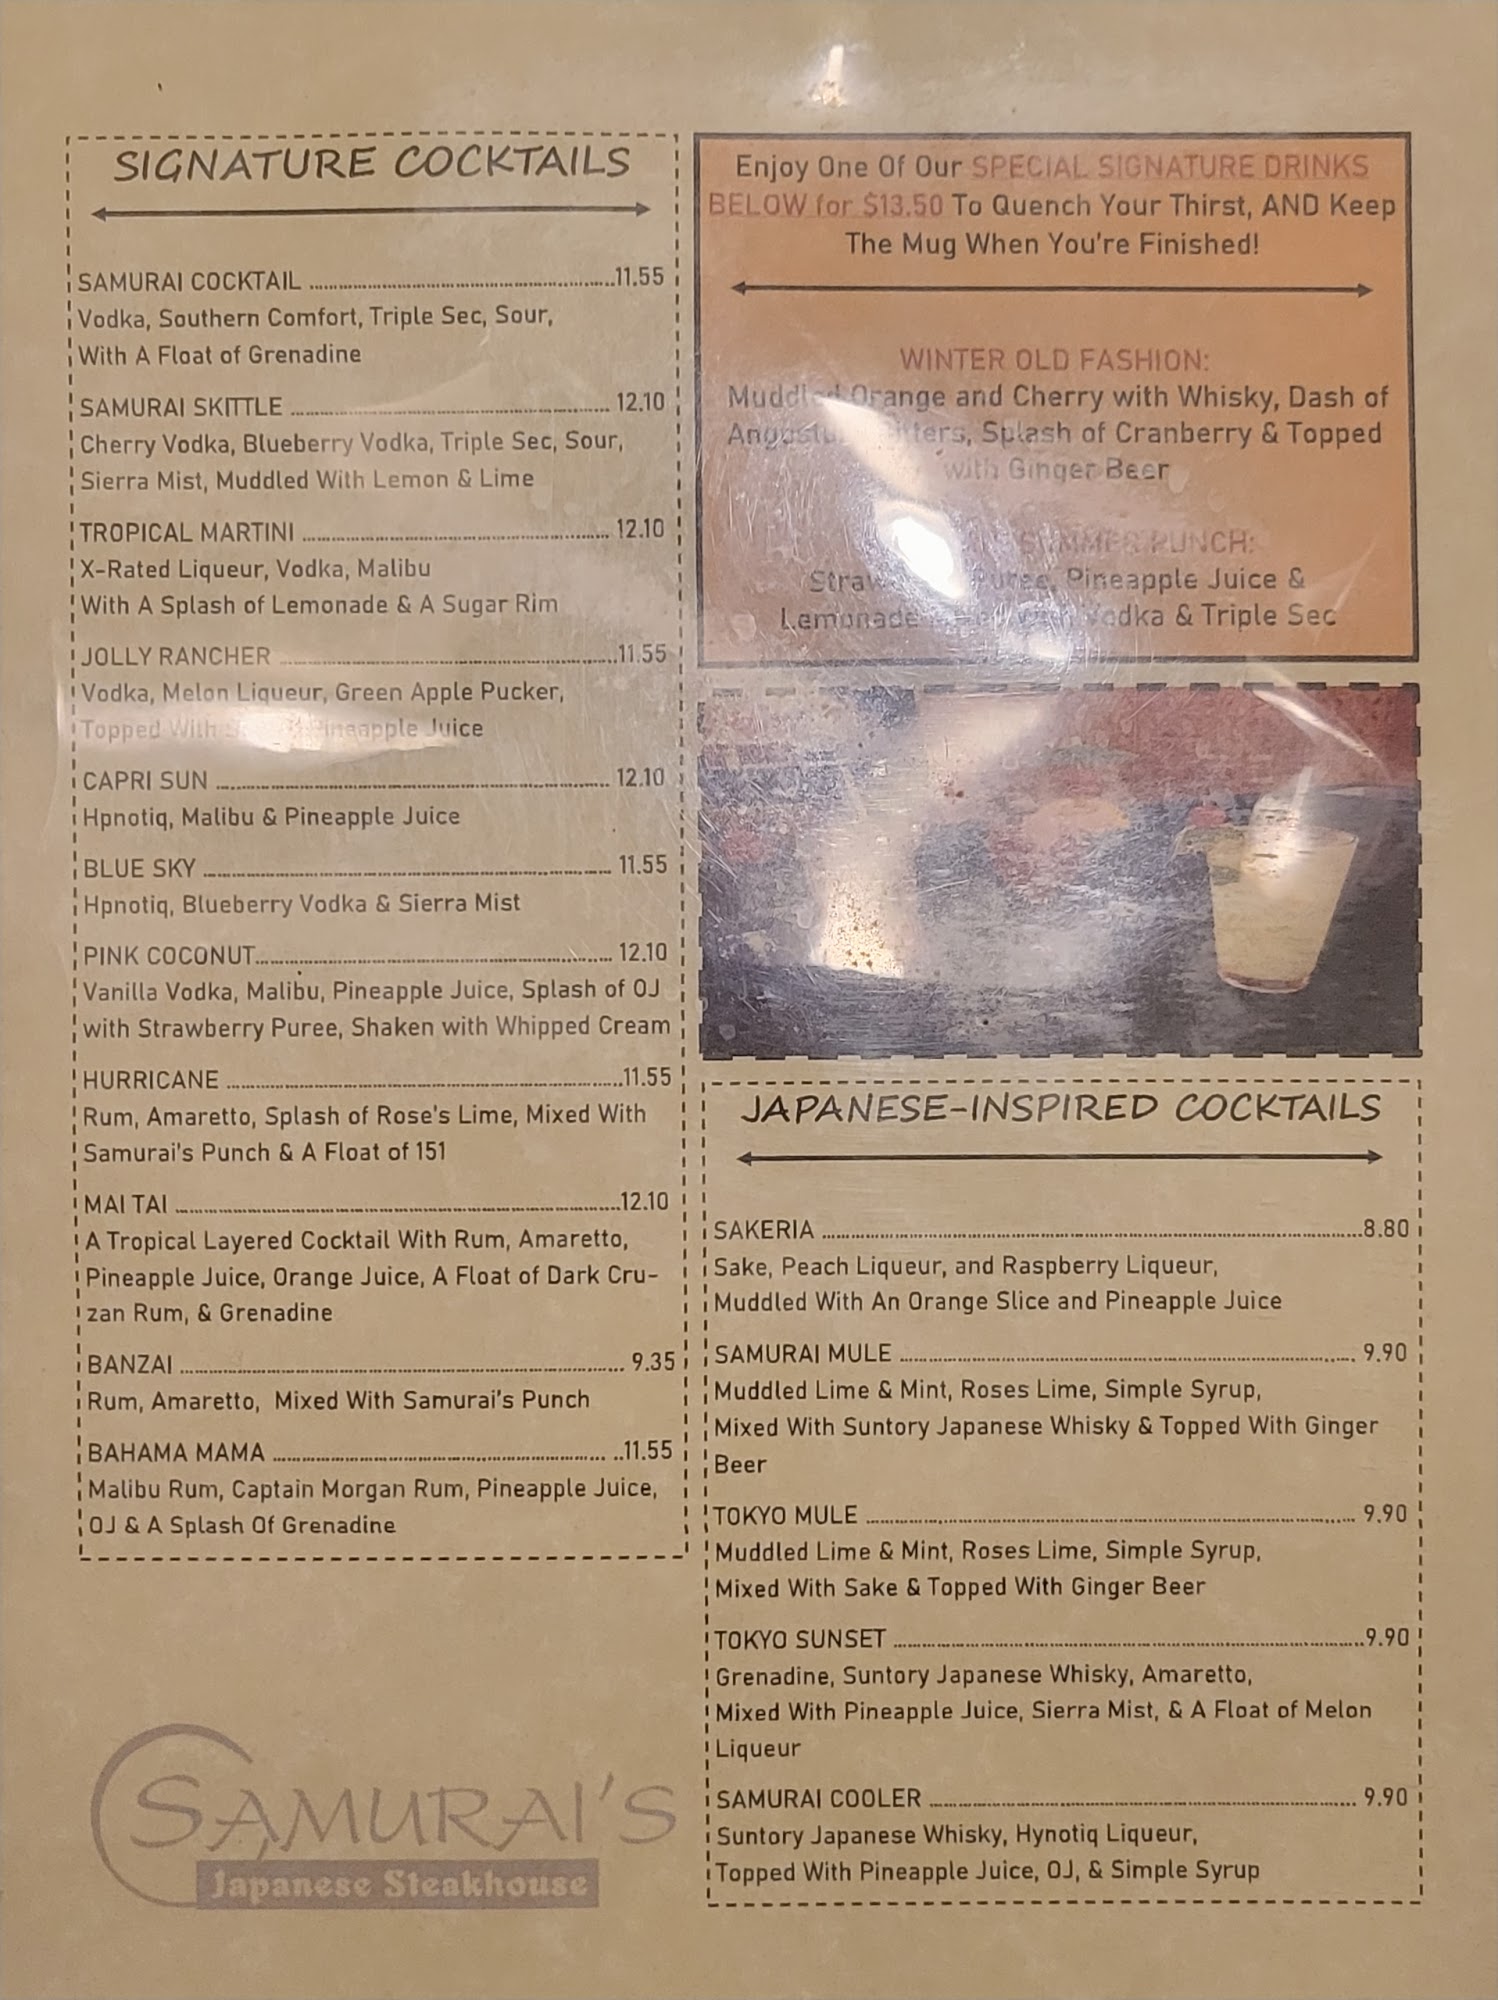 SIGNATURE COCKTAILS
SAMURAI COCKTAIL ........ 11.55
Vodka, Southern Comfort, Triple Sec, Sour,
With A Float of Grenadine
SAMURAI SKITTLE ........ 12.10
Cherry Vodka, Blueberry Vodka, Triple Sec, Sour,
Sierra Mist, Muddled With Lemon & Lime
TROPICAL MARTINI ........ 12.10
X-Rated Liqueur, Vodka, Malibu
With A Splash of Lemonade & A Sugar Rim
JOLLY RANCHER ........ 11.55
Vodka, Melon Liqueur, Green Apple Pucker,
Topped With Pineapple Juice
CAPRI SUN ........ 12.10
Hpnotiq, Malibu & Pineapple Juice
BLUE SKY ........ 11.55
Hpnotiq, Blueberry Vodka & Sierra Mist
PINK COCONUT ........ 12.10
Vanilla Vodka, Malibu, Pineapple Juice, Splash of OJ
with Strawberry Puree, Shaken with Whipped Cream
HURRICANE ........ 11.55
Rum, Amaretto, Splash of Rose's Lime, Mixed With
Samurai's Punch & A Float of 151
MAI TAI ........ 12.10
A Tropical Layered Cocktail With Rum, Amaretto,
Pineapple Juice, Orange Juice, A Float of Dark Cru-
zan Rum, & Grenadine
BANZAI ........ 9.35
Rum, Amaretto, Mixed With Samurai's Punch
BAHAMA MAMA ........ 11.55
Malibu Rum, Captain Morgan Rum, Pineapple Juice,
OJ & A Splash Of Grenadine
SAMURAI'S
Japanese Steakhouse
Enjoy One Of Our SPECIAL SIGNATURE DRINKS
BELOW for $13.50 To Quench Your Thirst, AND Keep
The Mug When You're Finished!
WINTER OLD FASHION:
Muddled Orange and Cherry with Whisky, Dash of
Angostura Bitters, Splash of Cranberry & Topped
with Ginger Beer
SUMMER PUNCH:
Puree, Pineapple Juice &
Lemonade with Vodka & Triple Sec
JAPANESE-INSPIRED COCKTAILS
SAKERIA ........ 8.80
Sake, Peach Liqueur, and Raspberry Liqueur,
Muddled With An Orange Slice and Pineapple Juice
SAMURAI MULE ........ 9.90
Muddled Lime & Mint, Roses Lime, Simple Syrup,
Mixed With Suntory Japanese Whisky & Topped With Ginger
Beer
TOKYO MULE ........ 9.90
Muddled Lime & Mint, Roses Lime, Simple Syrup,
Mixed With Sake & Topped With Ginger Beer
TOKYO SUNSET ........ 9.90
Grenadine, Suntory Japanese Whisky, Amaretto,
Mixed With Pineapple Juice, Sierra Mist, & A Float of Melon
Liqueur
SAMURAI COOLER ........ 9.90
Suntory Japanese Whisky, Hynotiq Liqueur,
Topped With Pineapple Juice, OJ, & Simple Syrup